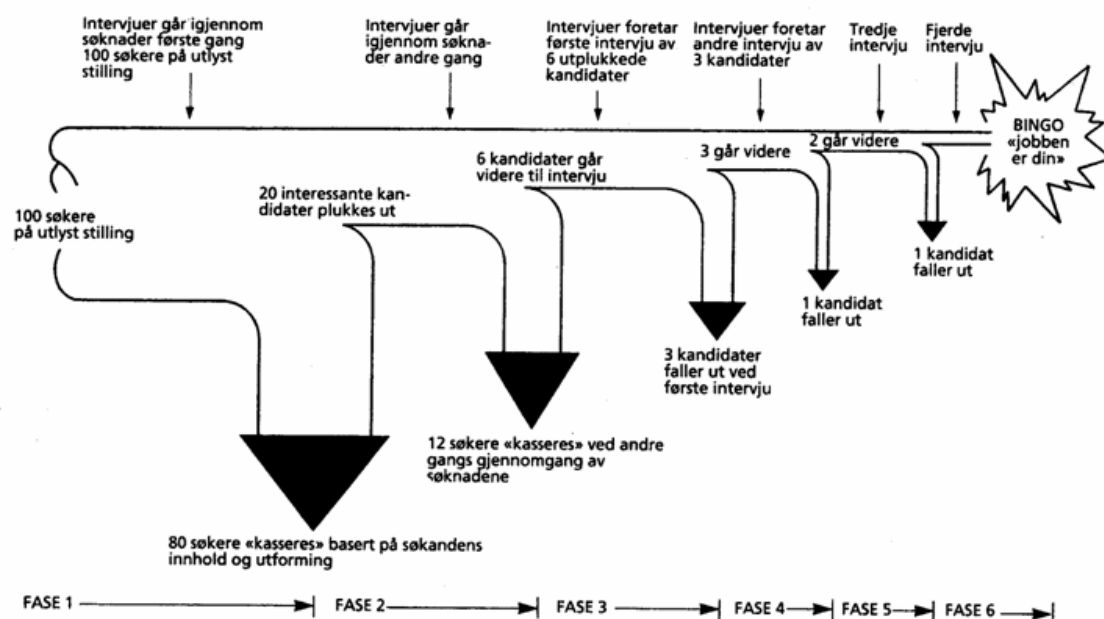 Intervjuer går igjennom
søknader første gang
100 søkere på utlyst
stilling
Intervjuer går
igjennom søkna-
der andre gang
Intervjuer foretar
første intervju av
6 utplukkede
kandidater
Intervjuer foretar
andre intervju av
3 kandidater
Tredje
intervju
Fjerde
intervju
BINGO
«jobben
er din»
2 går videre
3 går videre
6 kandidater går
videre til intervju
20 interessante kan-
didater plukkes ut
100 søkere
på utlyst stilling
1 kandidat
faller ut
1 kandidat
faller ut
3 kandidater
faller ut ved
første intervju
12 søkere «kasseres» ved andre
gangs gjennomgang av
søknadene
80 søkere «kasseres» basert på søkandens
innhold og utforming
FASE 1
FASE 2
FASE 3
FASE 4
FASE 5
FASE 6